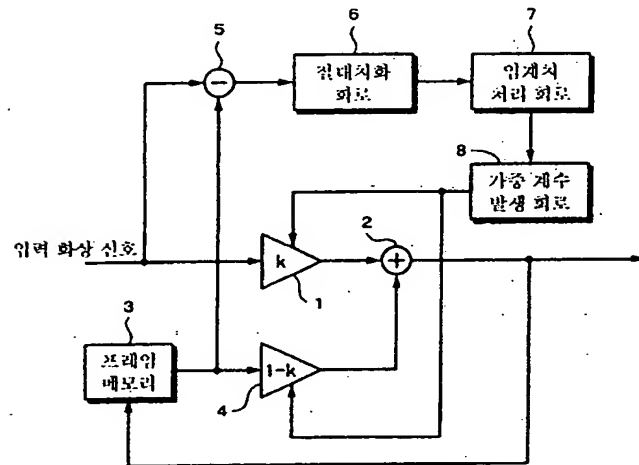 5
6
7
절대치화
회로
임계치
처리 회로
8
가중 계수
발생 회로
입력 화상 신호
k
1
2
+
−
3
프레임
메모리
1-k
4